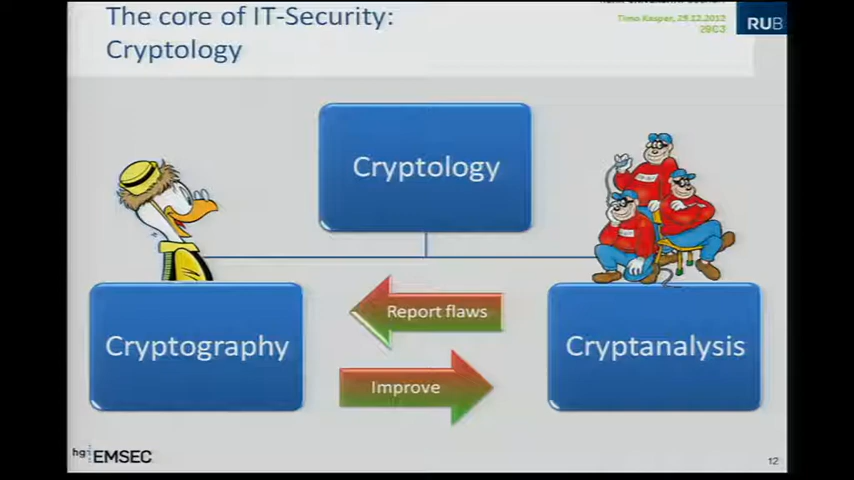 The core of IT-Security:
Cryptology
Timo Kasper, 29.12.2012
29C3
RUB
Cryptology
Report flaws
Cryptography
Cryptanalysis
Improve
hgi EMSEC
12